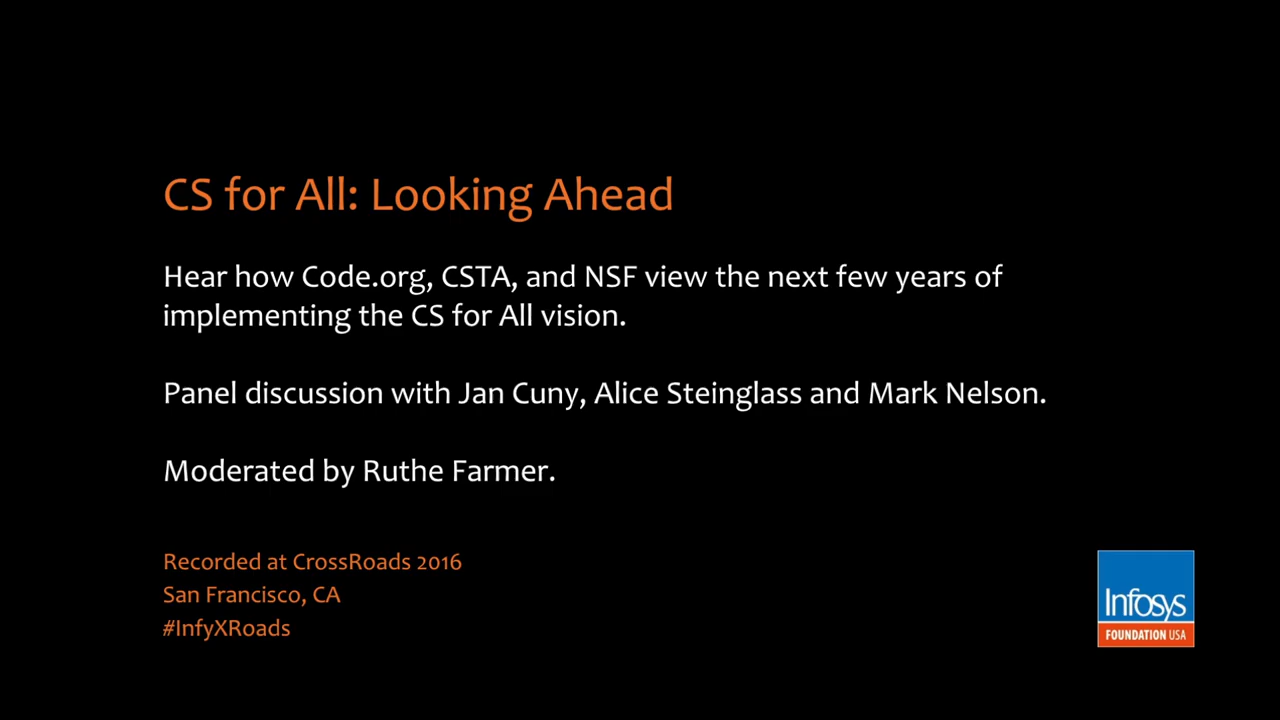 CS for All: Looking Ahead
Hear how Code.org, CSTA, and NSF view the next few years of
implementing the CS for All vision.
Panel discussion with Jan Cuny, Alice Steinglass and Mark Nelson.
Moderated by Ruthe Farmer.
Recorded at CrossRoads 2016
San Francisco, CA
#InfyXRoads
Infosys
FOUNDATION USA